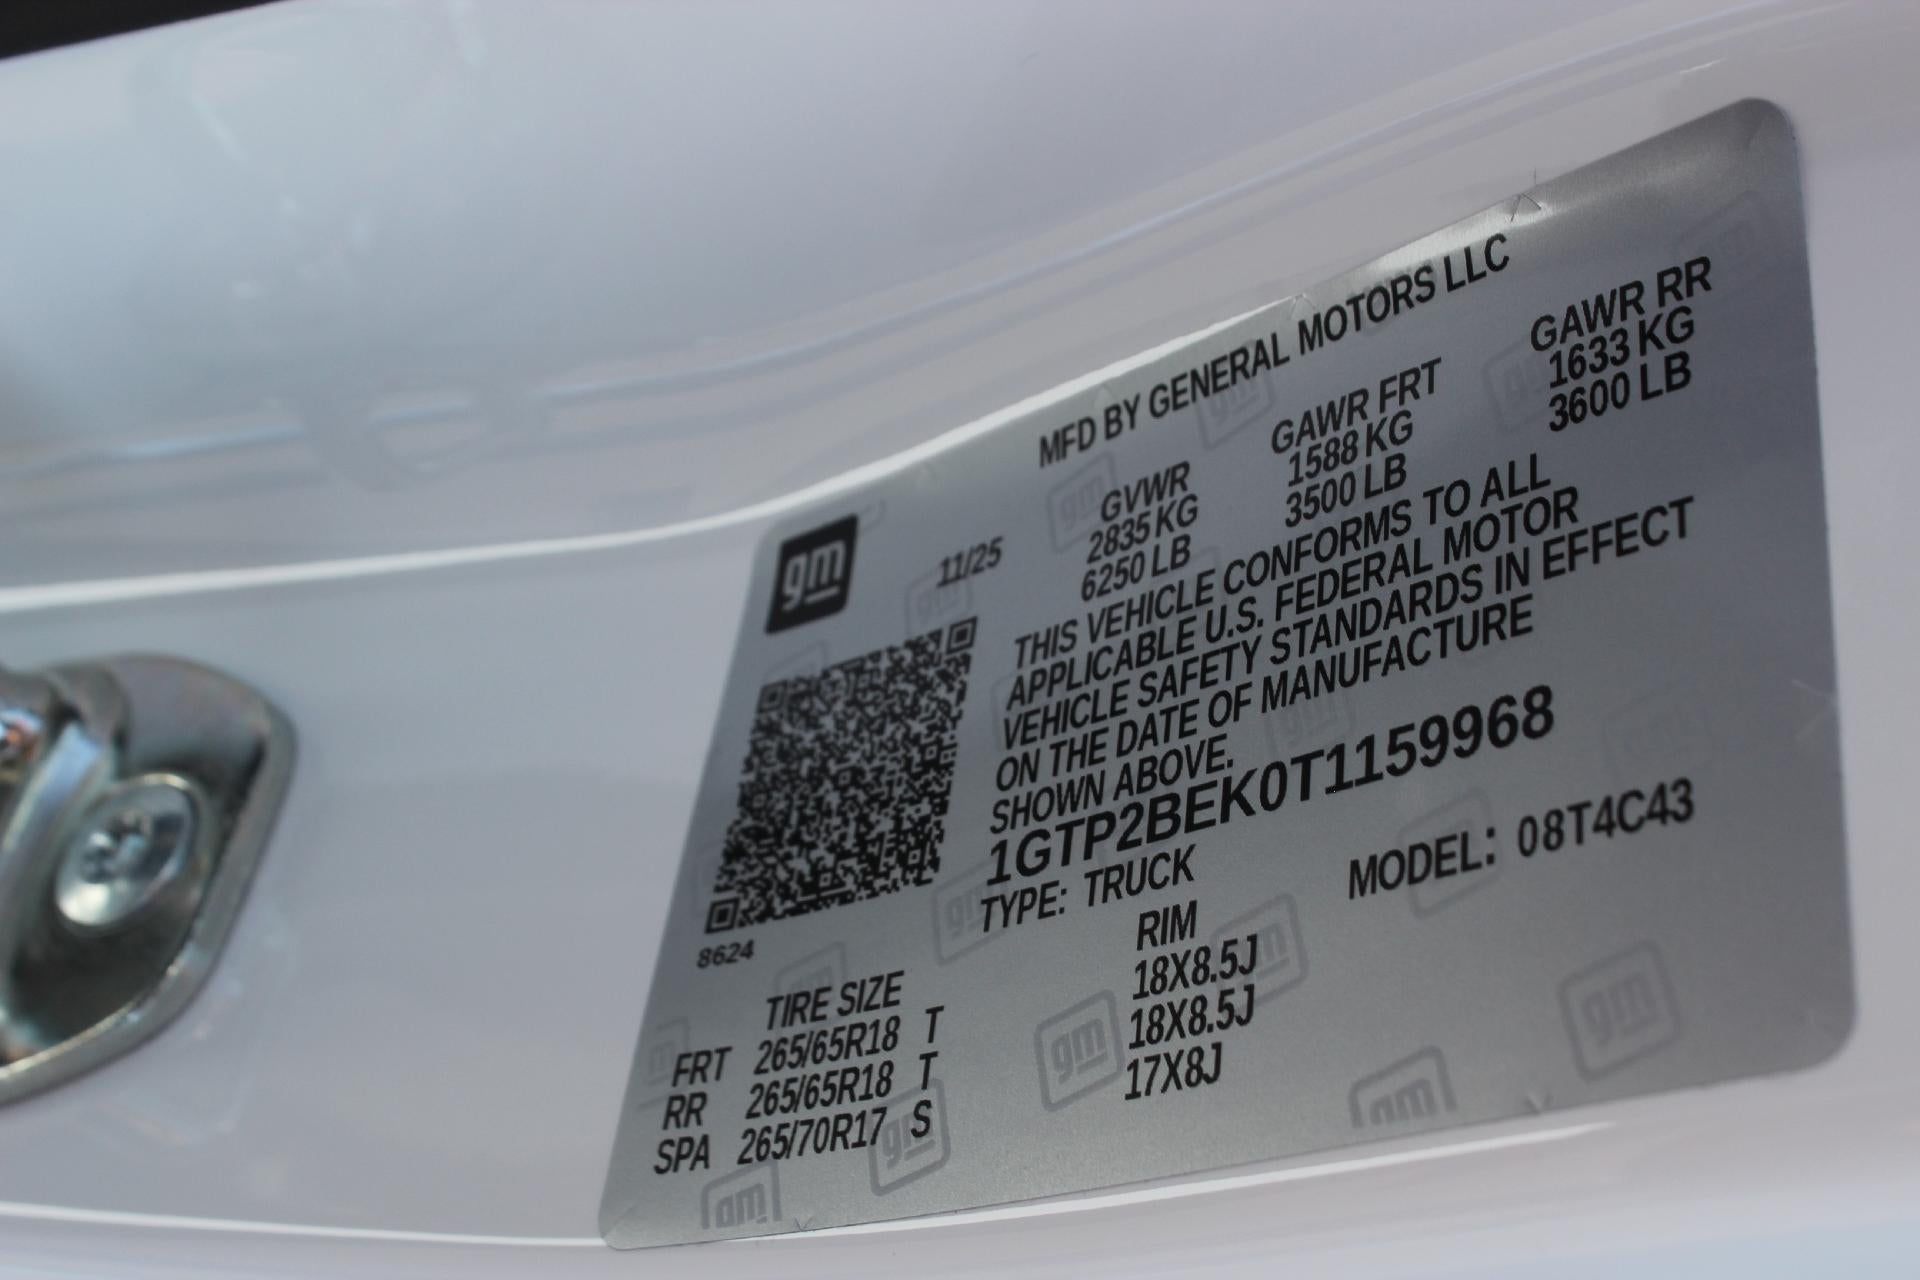 gm
11/25
MFD BY GENERAL MOTORS LLC
GVWR GAWR FRT GAWR RR
2835 KG 1588 KG 1633 KG
6250 LB 3500 LB 3600 LB
THIS VEHICLE CONFORMS TO ALL
APPLICABLE U.S. FEDERAL MOTOR
VEHICLE SAFETY STANDARDS IN EFFECT
ON THE DATE OF MANUFACTURE
SHOWN ABOVE.
1GTP2BEK0T1159968
TYPE: TRUCK MODEL: 08T4C43
8624
TIRE SIZE RIM
FRT 265/65R18 T 18X8.5J
RR 265/65R18 T 18X8.5J
SPA 265/70R17 S 17X8J